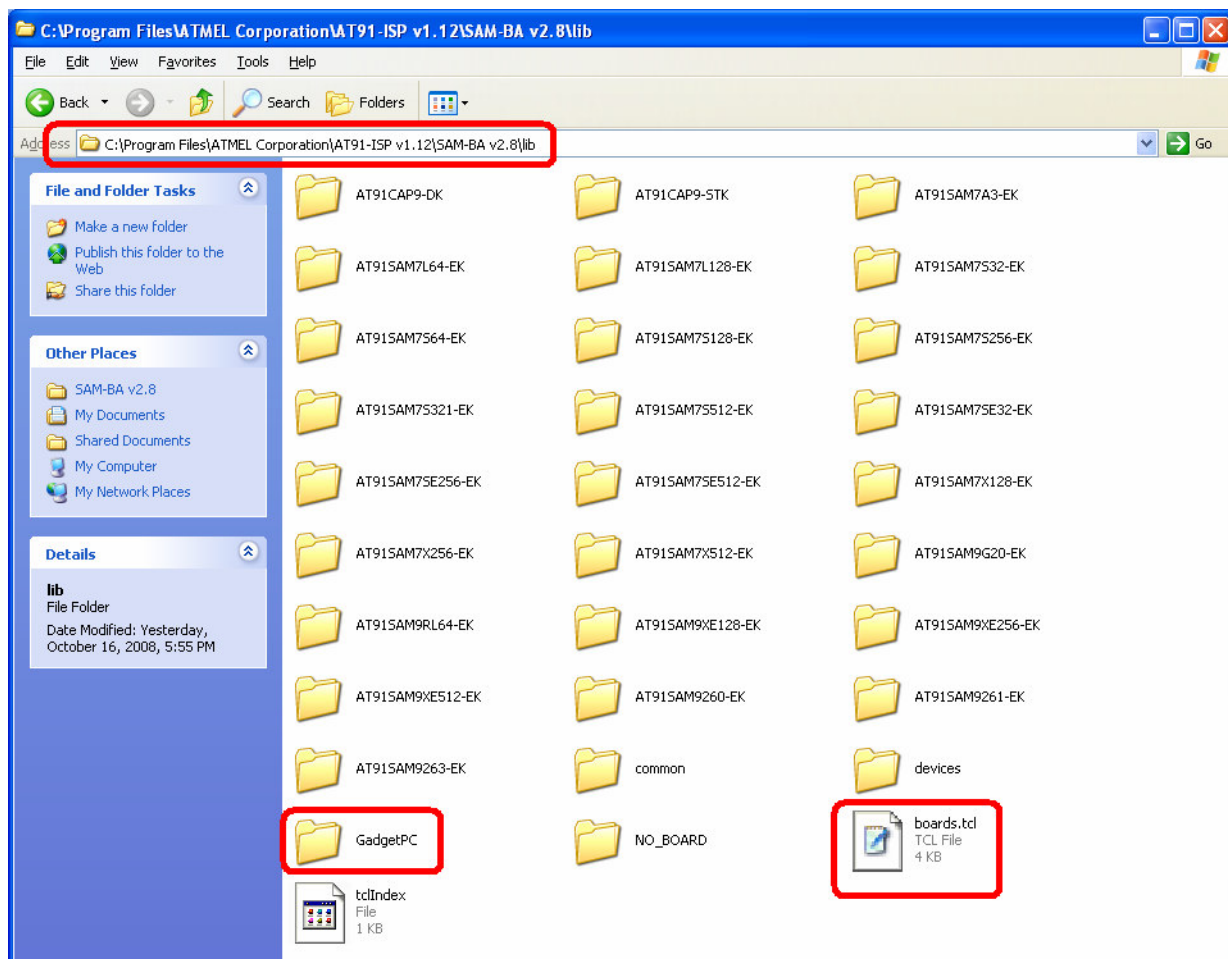 C:\Program Files\ATMEL Corporation\AT91-ISP v1.12\SAM-BA v2.8\lib
File Edit View Favorites Tools Help
Back Search Folders
Address C:\Program Files\ATMEL Corporation\AT91-ISP v1.12\SAM-BA v2.8\lib Go
File and Folder Tasks
Make a new folder
Publish this folder to the
Web
Share this folder
Other Places
SAM-BA v2.8
My Documents
Shared Documents
My Computer
My Network Places
Details
lib
File Folder
Date Modified: Yesterday,
October 16, 2008, 5:55 PM
AT91CAP9-DK AT91CAP9-STK AT91SAM7A3-EK
AT91SAM7L64-EK AT91SAM7L128-EK AT91SAM7S32-EK
AT91SAM7S64-EK AT91SAM7S128-EK AT91SAM7S256-EK
AT91SAM7S321-EK AT91SAM7S512-EK AT91SAM7SE32-EK
AT91SAM7SE256-EK AT91SAM7SE512-EK AT91SAM7X128-EK
AT91SAM7X256-EK AT91SAM7X512-EK AT91SAM9G20-EK
AT91SAM9RL64-EK AT91SAM9XE128-EK AT91SAM9XE256-EK
AT91SAM9XE512-EK AT91SAM9260-EK AT91SAM9261-EK
AT91SAM9263-EK common devices
GadgetPC NO_BOARD boards.tcl
TCL File
4 KB
tclIndex
File
1 KB